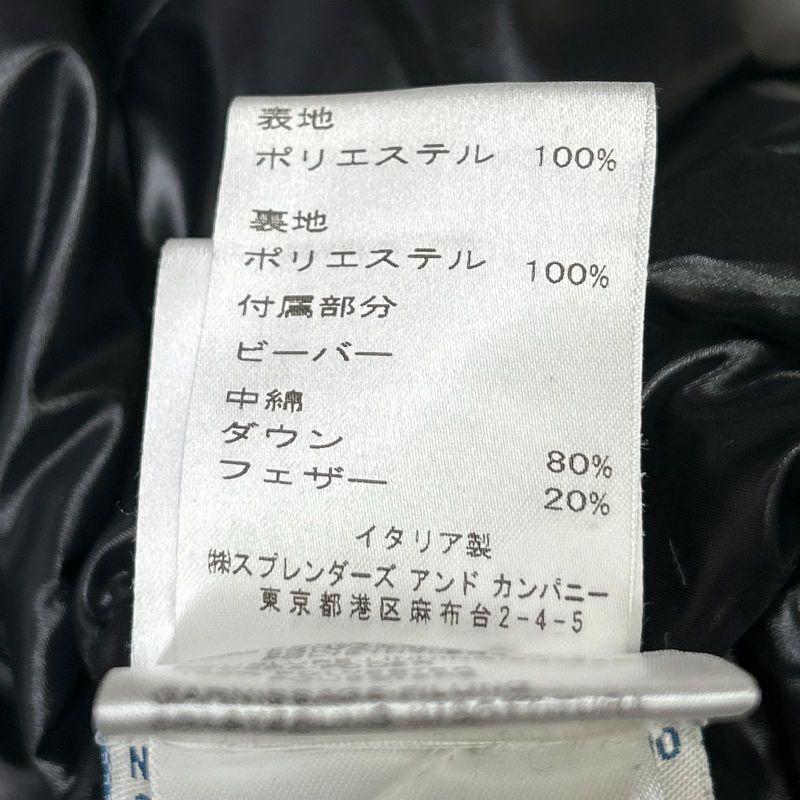 表地
ポリエステル 100%
裏地
ポリエステル 100%
付属部分
ビーバー
中綿
ダウン 80%
フェザー 20%
イタリア製
㈱スプレンダーズ アンド カンパニー
東京都港区麻布台2-4-5